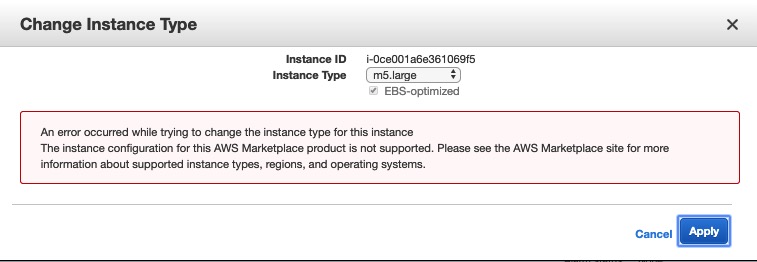 Change Instance Type
×
Instance ID i-0ce001a6e361069f5
Instance Type m5.large
EBS-optimized
An error occurred while trying to change the instance type for this instance
The instance configuration for this AWS Marketplace product is not supported. Please see the AWS Marketplace site for more
information about supported instance types, regions, and operating systems.
Cancel Apply